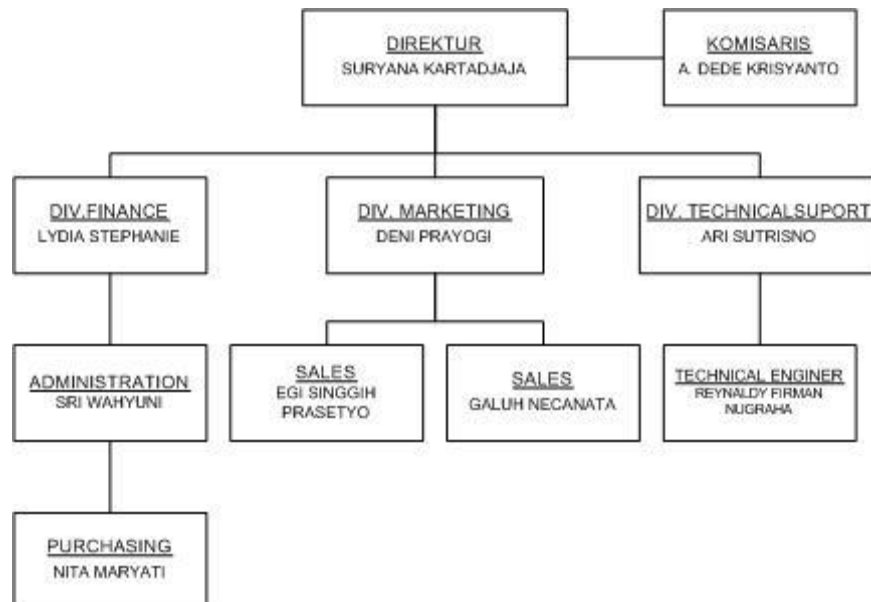 DIREKTUR
SURYANA KARTADJAJA
KOMISARIS
A. DEDE KRISYANTO
DIV.FINANCE
LYDIA STEPHANIE
DIV. MARKETING
DENI PRAYOGI
DIV. TECHNICALSUPORT
ARI SUTRISNO
ADMINISTRATION
SRI WAHYUNI
SALES
EGI SINGGIH
PRASETYO
SALES
GALUH NECANATA
TECHNICAL ENGINER
REYNALDY FIRMAN
NUGRAHA
PURCHASING
NITA MARYATI